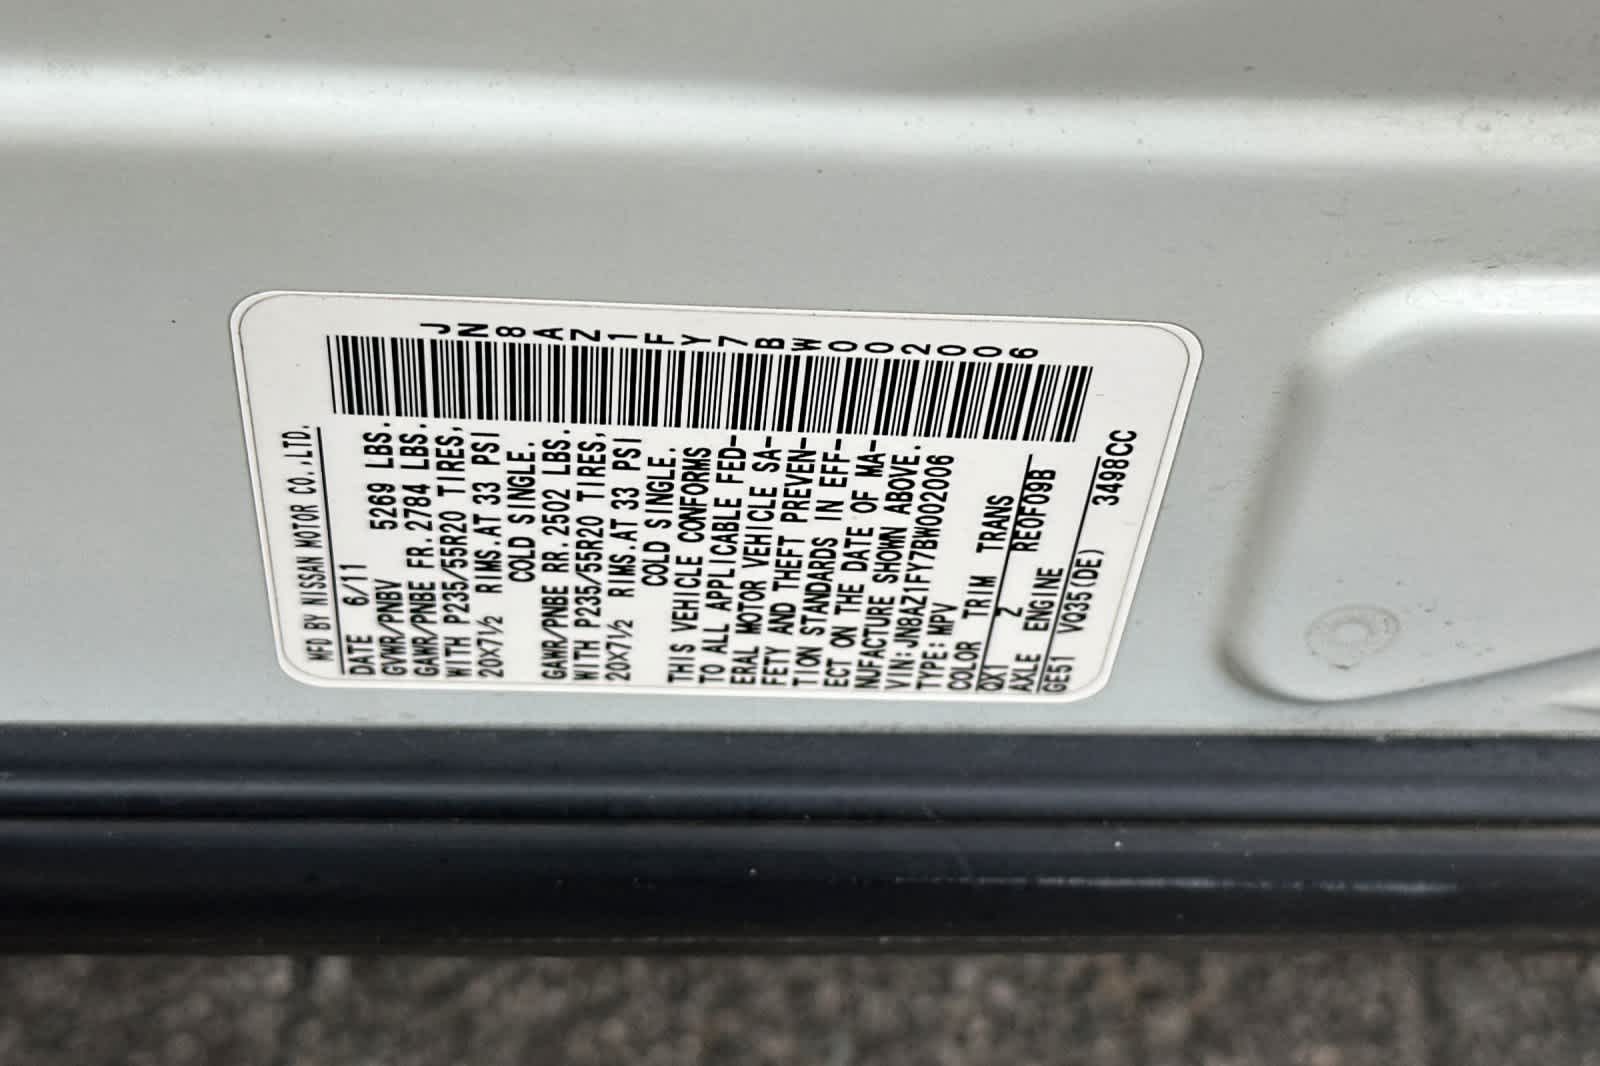 MFD BY NISSAN MOTOR CO.,LTD.
DATE 6/11
GVWR/PNBV 5269 LBS.
GAWR/PNBE FR.2784 LBS.
WITH P235/55R20 TIRES,
20X7½ RIMS.AT 33 PSI
COLD SINGLE.
GAWR/PNBE RR.2502 LBS.
WITH P235/55R20 TIRES,
20X7½ RIMS.AT 33 PSI
COLD SINGLE.
THIS VEHICLE CONFORMS
TO ALL APPLICABLE FED-
ERAL MOTOR VEHICLE SA-
FETY AND THEFT PREVEN-
TION STANDARDS IN EFF-
ECT ON THE DATE OF MA-
NUFACTURE SHOWN ABOVE.
VIN:JN8AZ1FY7BW002006
TYPE:MPV
COLOR TRIM TRANS
QX1 Z RE0F09B
AXLE ENGINE
GE51 VQ35(DE) 3498CC
JN8AZ1FY7BW002006